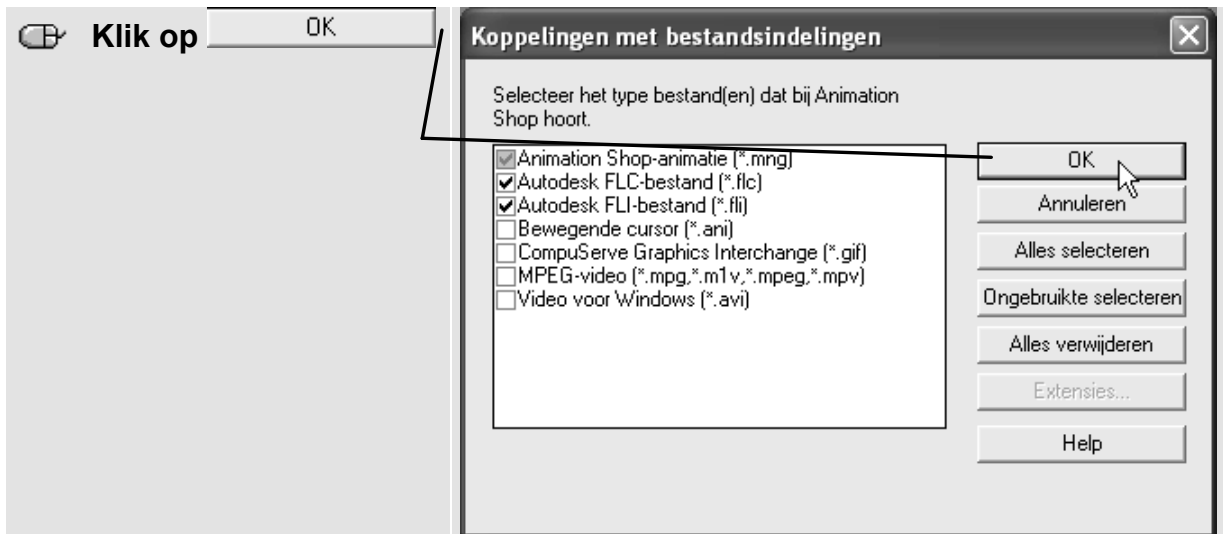 Klik op OK
Koppelingen met bestandsindelingen
Selecteer het type bestand(en) dat bij Animation
Shop hoort.
Animation Shop-animatie (*.mng)
Autodesk FLC-bestand (*.flc)
Autodesk FLI-bestand (*.fli)
Bewegende cursor (*.ani)
CompuServe Graphics Interchange (*.gif)
MPEG-video (*.mpg,*.m1v,*.mpeg,*.mpv)
Video voor Windows (*.avi)
OK
Annuleren
Alles selecteren
Ongebruikte selecteren
Alles verwijderen
Extensies...
Help